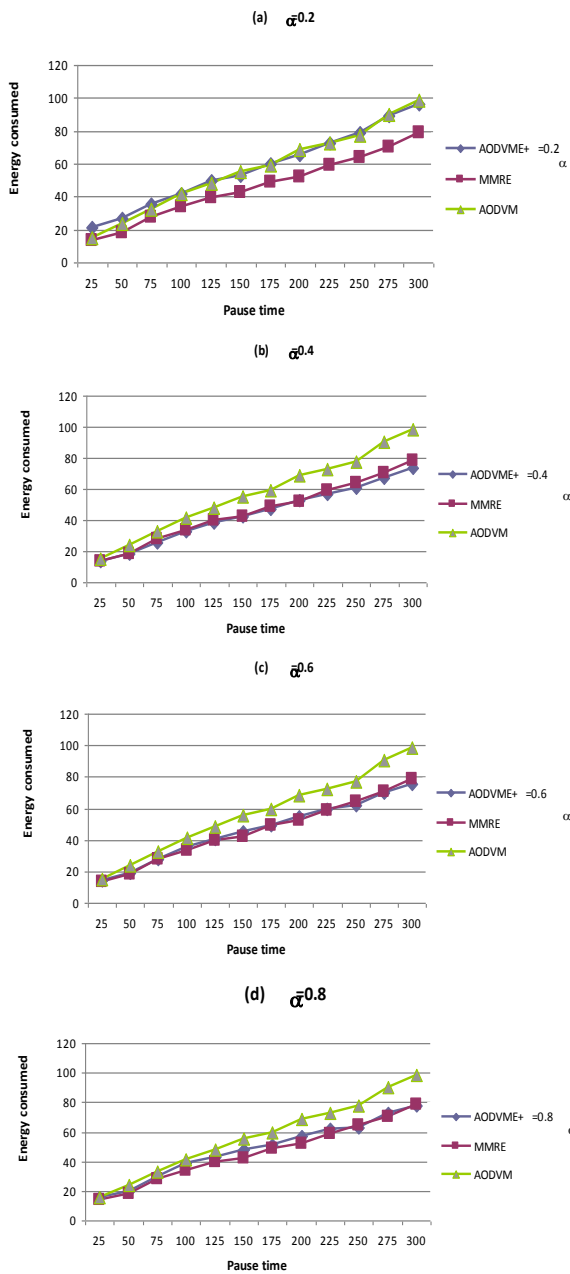 (a) α=0.2
Energy consumed
120
100
80
60
40
20
0
25 50 75 100 125 150 175 200 225 250 275 300
Pause time
AODVME+ =0.2
α
MMRE
AODVM
(b) α=0.4
Energy consumed
120
100
80
60
40
20
0
25 50 75 100 125 150 175 200 225 250 275 300
Pause time
AODVME+ =0.4
α
MMRE
AODVM
(c) α=0.6
Energy consumed
120
100
80
60
40
20
0
25 50 75 100 125 150 175 200 225 250 275 300
Pause time
AODVME+ =0.6
α
MMRE
AODVM
(d) α=0.8
Energy consumed
120
100
80
60
40
20
0
25 50 75 100 125 150 175 200 225 250 275 300
Pause time
AODVME+ =0.8
MMRE
AODVM